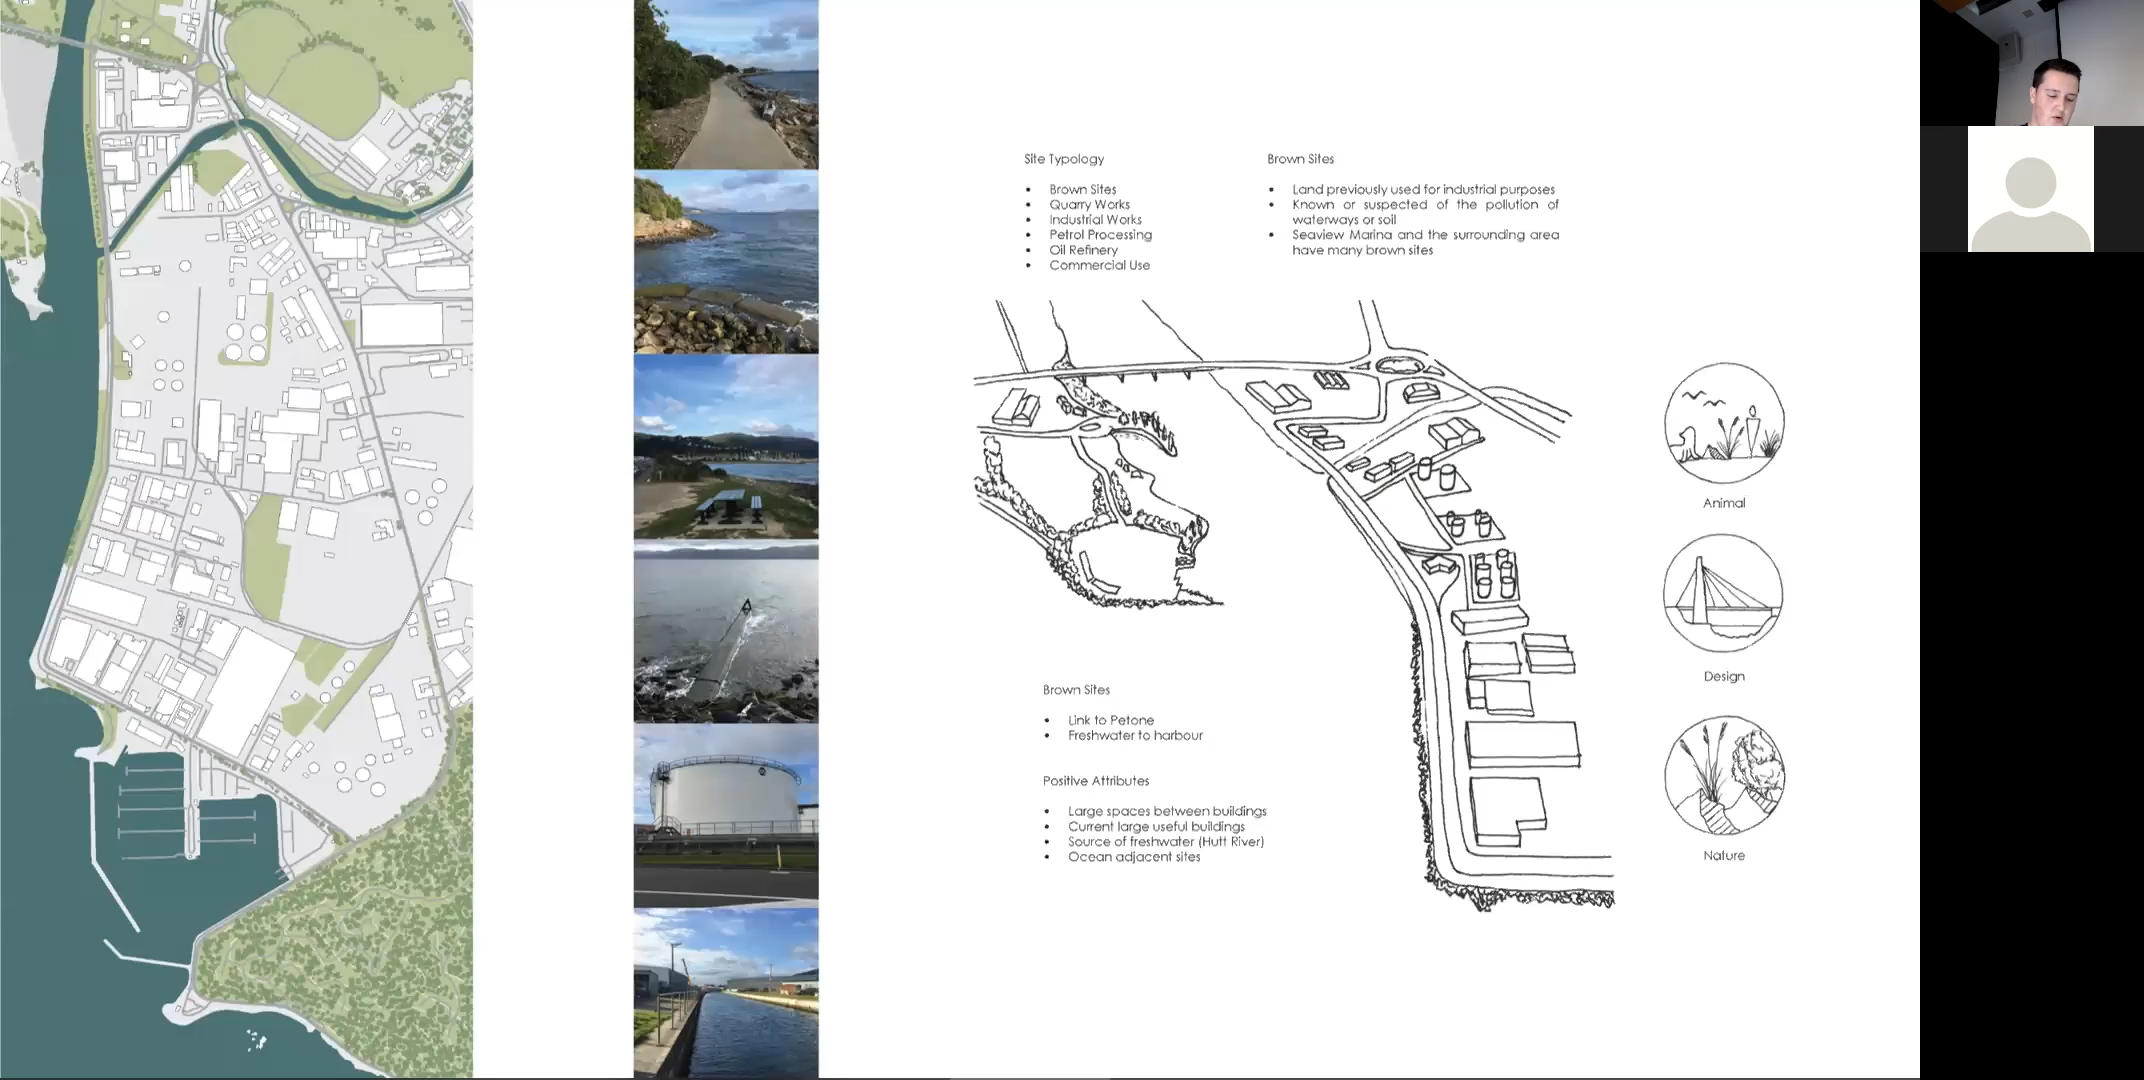 Site Typology
• Brown Sites
• Quarry Works
• Industrial Works
• Petrol Processing
• Oil Refinery
• Commercial Use
Brown Sites
• Land previously used for industrial purposes
• Known or suspected of the pollution of
waterways or soil
• Seaview Marina and the surrounding area
have many brown sites
Animal
Design
Nature
Brown Sites
• Link to Petone
• Freshwater to harbour
Positive Attributes
• Large spaces between buildings
• Current large useful buildings
• Source of freshwater (Hutt River)
• Ocean adjacent sites